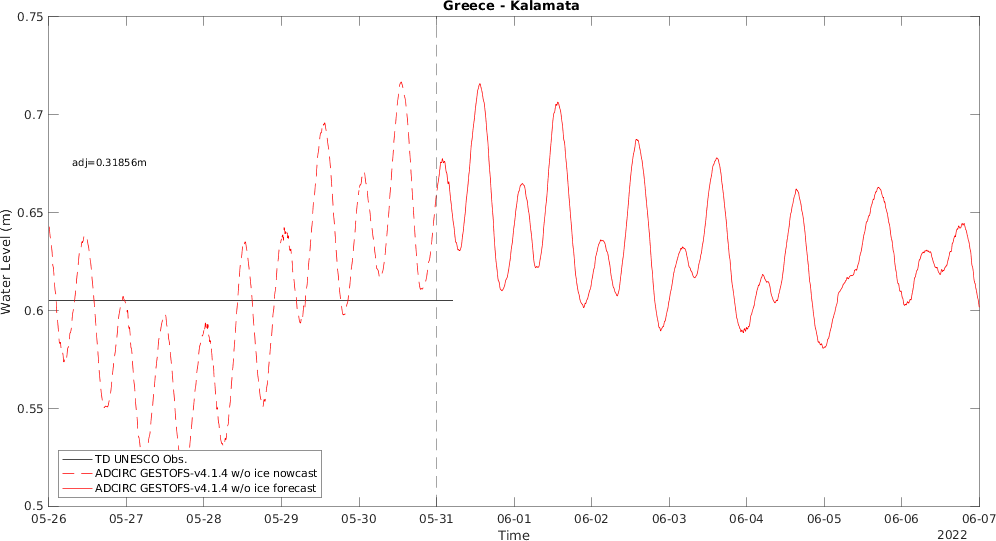 Greece - Kalamata
0.75
0.7
0.65
0.6
0.55
0.5
Water Level (m)
adj=0.31856m
TD UNESCO Obs.
ADCIRC GESTOFS-v4.1.4 w/o ice nowcast
ADCIRC GESTOFS-v4.1.4 w/o ice forecast
05-26 05-27 05-28 05-29 05-30 05-31 06-01 06-02 06-03 06-04 06-05 06-06 06-07
Time
2022